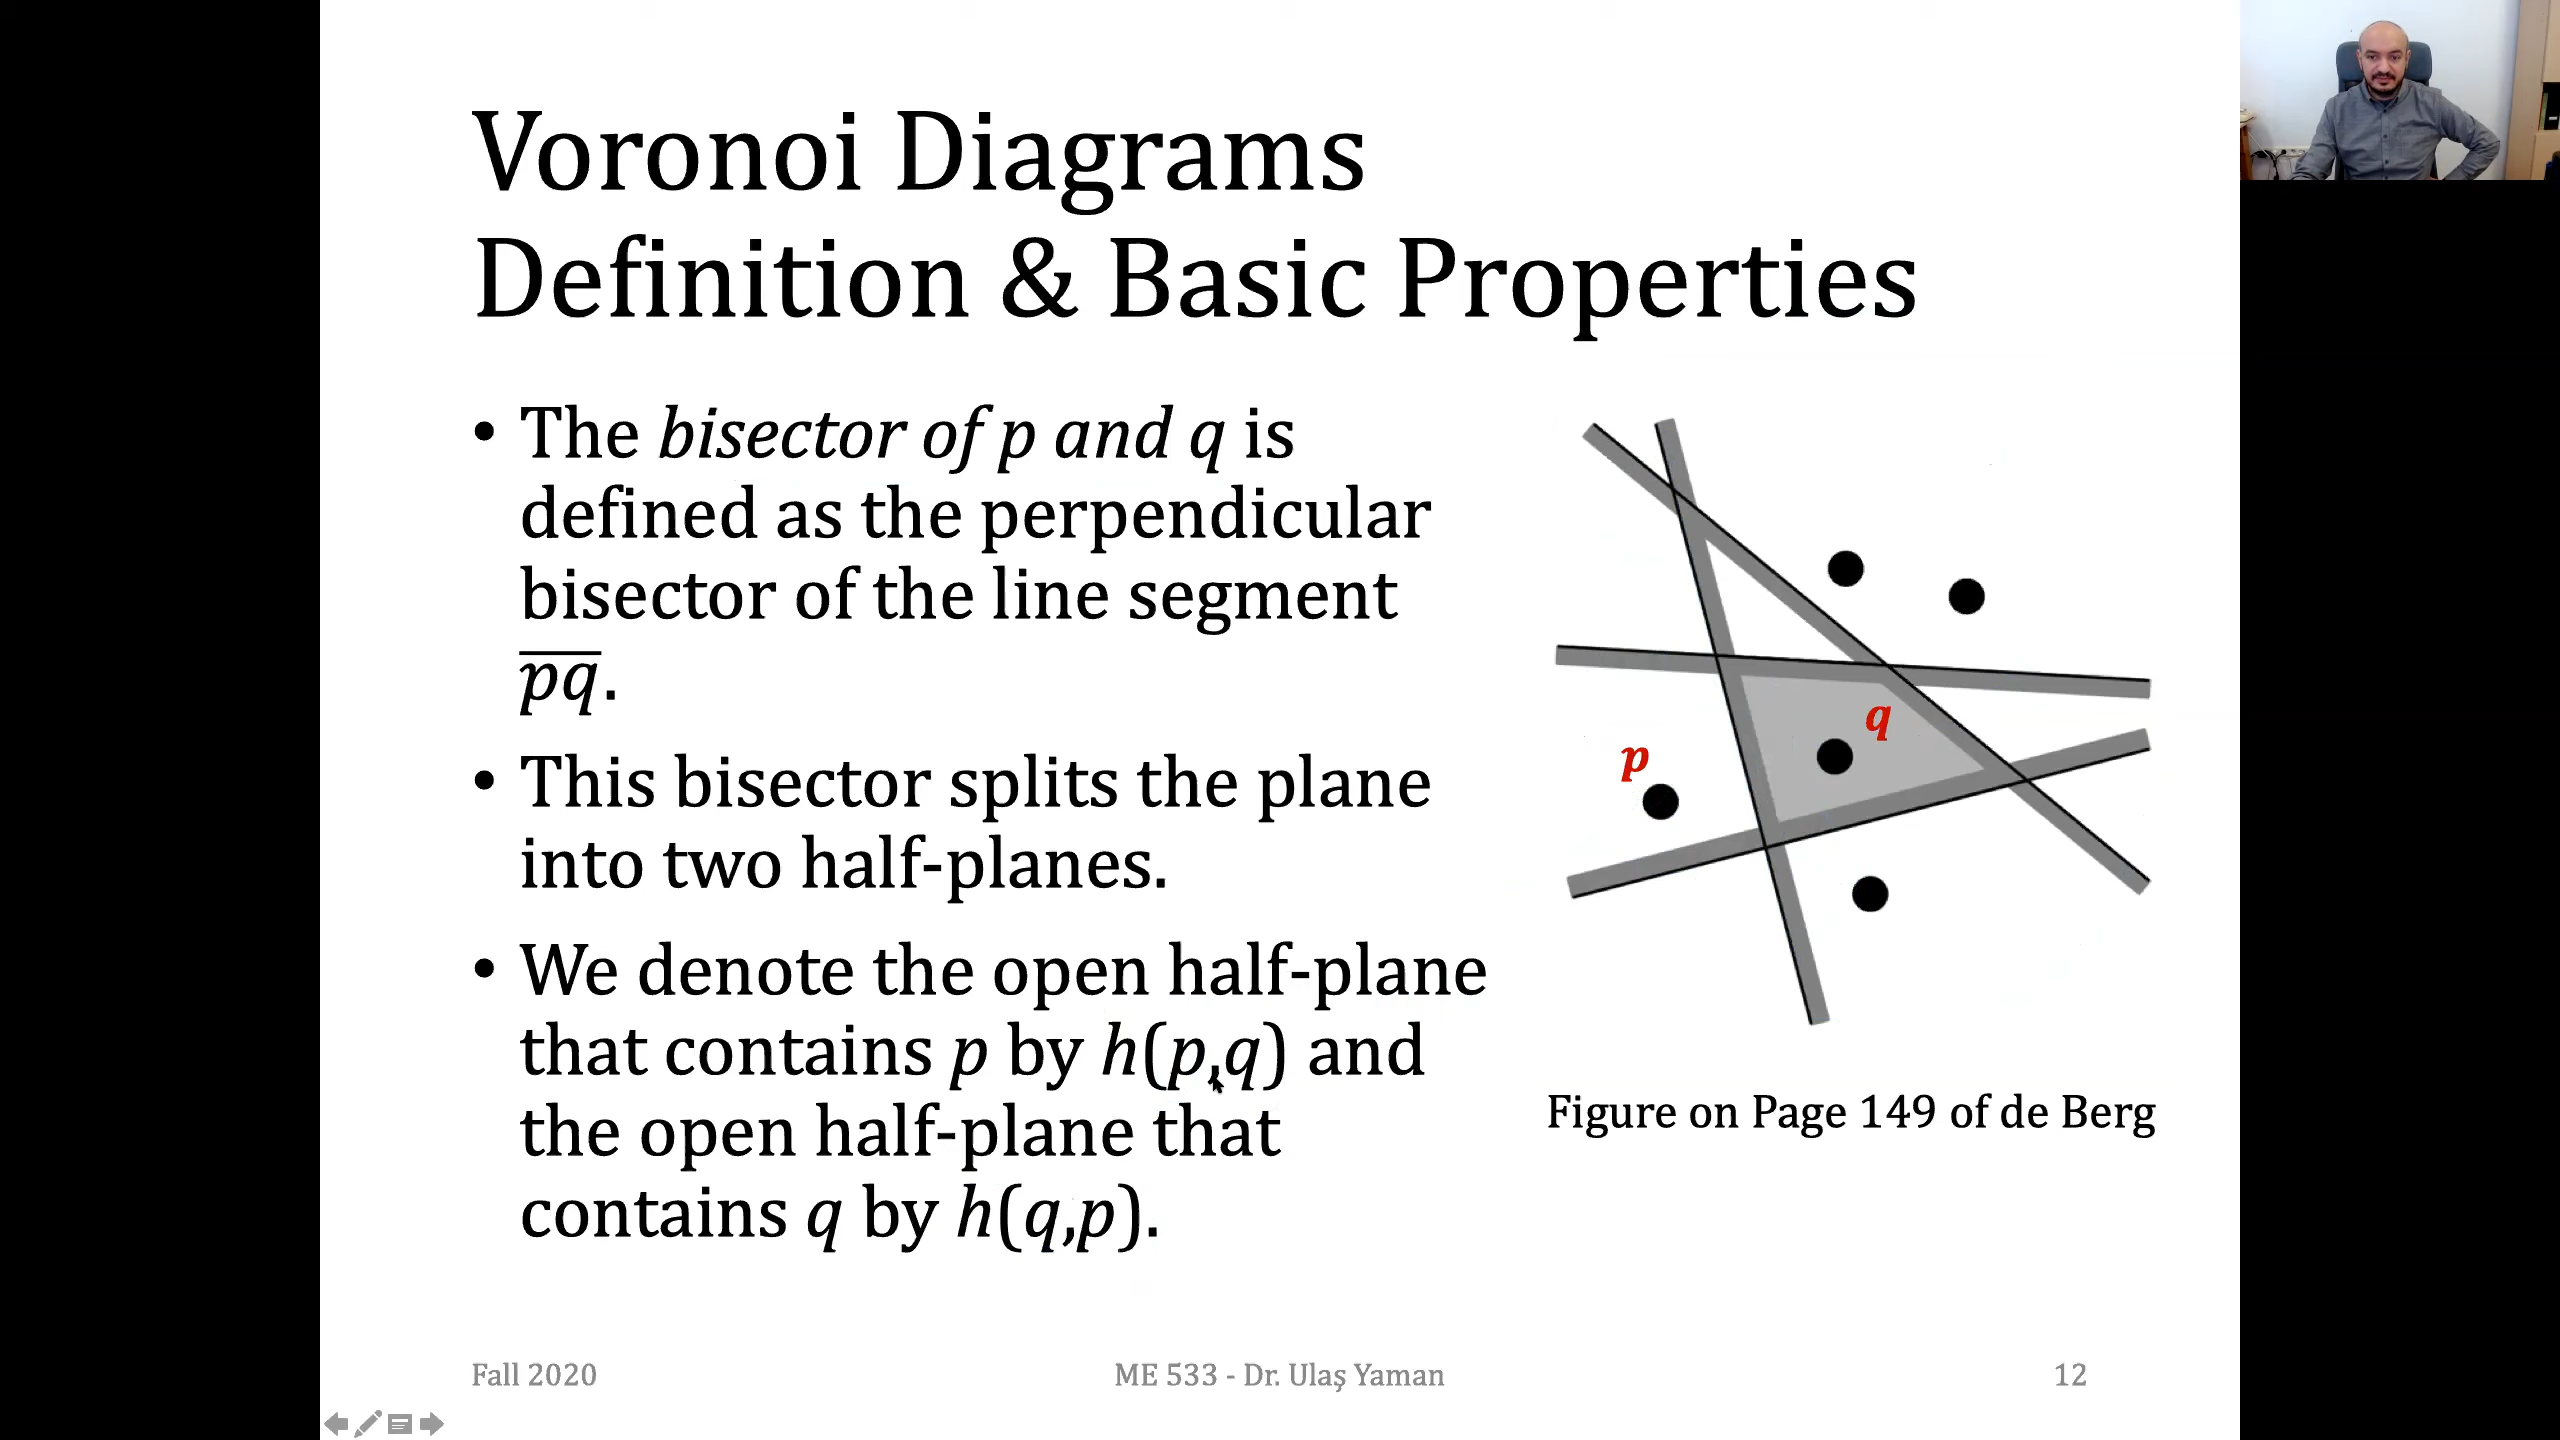 Voronoi Diagrams
Definition & Basic Properties
• The bisector of p and q is
defined as the perpendicular
bisector of the line segment
p̅q̅.
• This bisector splits the plane
into two half-planes.
• We denote the open half-plane
that contains p by h(p,q) and
the open half-plane that
contains q by h(q,p).
q
p
Figure on Page 149 of de Berg
Fall 2020
ME 533 - Dr. Ulaş Yaman
12